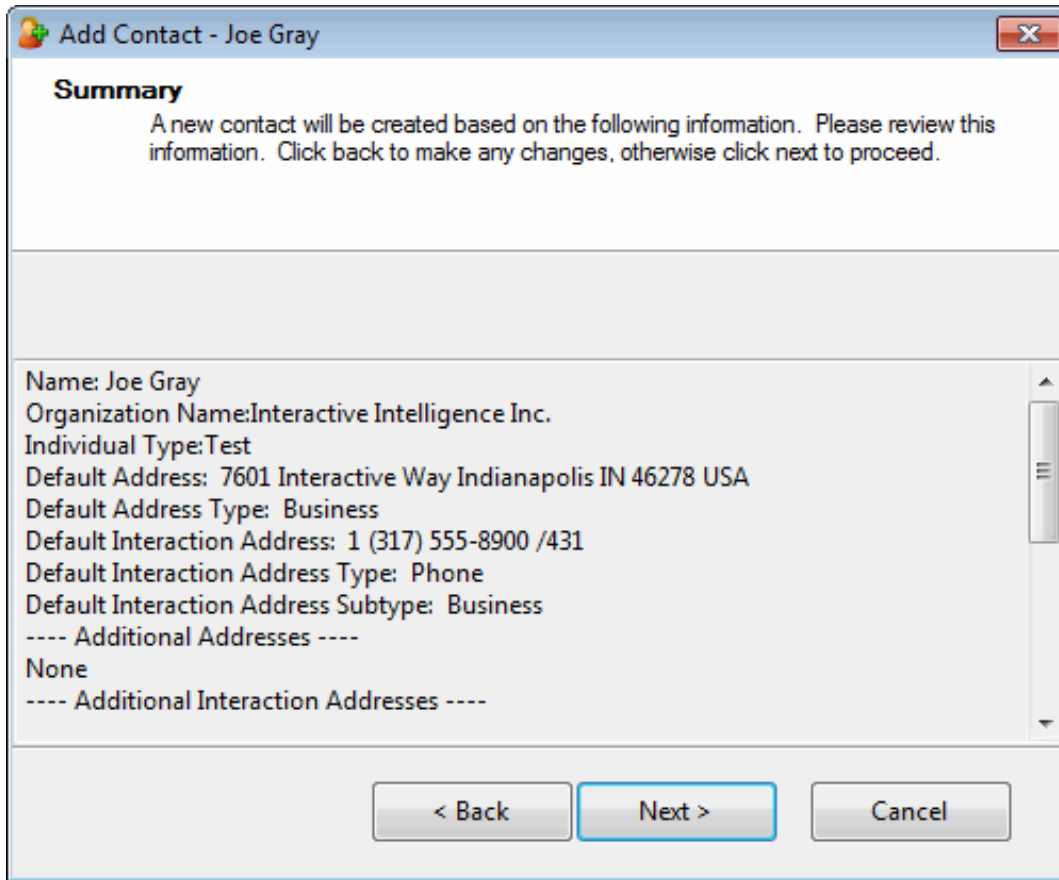 Add Contact - Joe Gray
Summary
A new contact will be created based on the following information.  Please review this
information.  Click back to make any changes, otherwise click next to proceed.
Name: Joe Gray
Organization Name:Interactive Intelligence Inc.
Individual Type:Test
Default Address:  7601 Interactive Way Indianapolis IN 46278 USA
Default Address Type:  Business
Default Interaction Address:  1 (317) 555-8900 /431
Default Interaction Address Type:  Phone
Default Interaction Address Subtype:  Business
---- Additional Addresses ----
None
---- Additional Interaction Addresses ----
< Back Next > Cancel